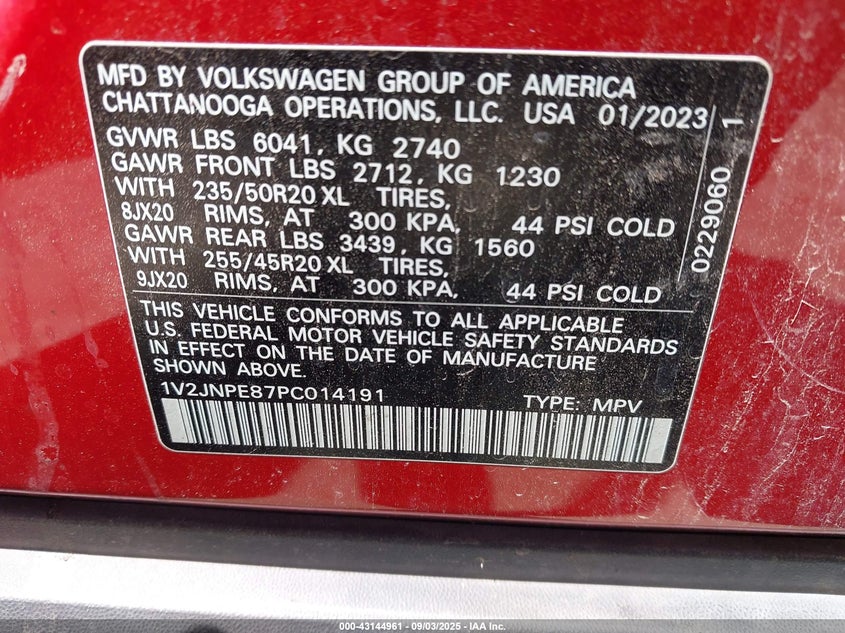 MFD BY VOLKSWAGEN GROUP OF AMERICA
CHATTANOOGA OPERATIONS, LLC. USA 01/2023
GVWR LBS 6041, KG 2740
GAWR FRONT LBS 2712, KG 1230
WITH 235/50R20 XL TIRES,
8JX20 RIMS, AT 300 KPA, 44 PSI COLD
GAWR REAR LBS 3439, KG 1560
WITH 255/45R20 XL TIRES,
9JX20 RIMS, AT 300 KPA, 44 PSI COLD
THIS VEHICLE CONFORMS TO ALL APPLICABLE
U.S. FEDERAL MOTOR VEHICLE SAFETY STANDARDS
IN EFFECT ON THE DATE OF MANUFACTURE
SHOWN ABOVE.
1V2JNPE87PC014191 TYPE: MPV
0229060 1
000-43144961 - 09/03/2025 - IAA Inc.